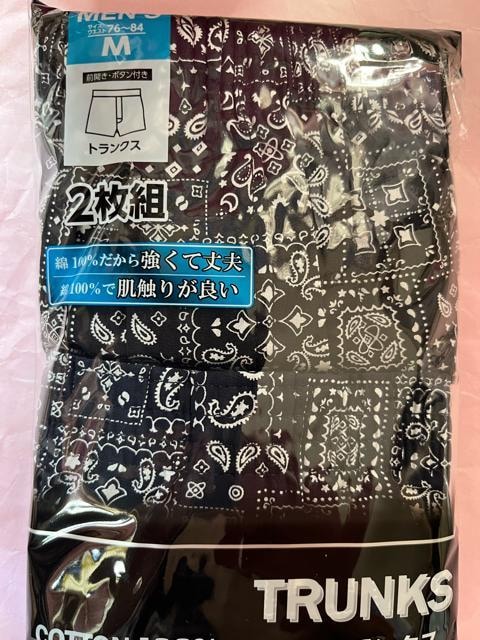 MEN'S
サイズ
ウエスト76〜84
M
前開き・ボタン付き
トランクス
2枚組
綿100%だから強くて丈夫
綿100%で肌触りが良い
TRUNKS
COTTON 100%